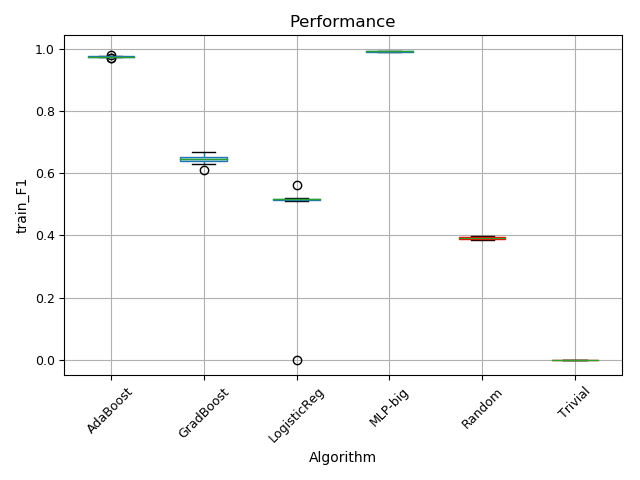 Performance
train_F1
1.0
0.8
0.6
0.4
0.2
0.0
AdaBoost
GradBoost
LogisticReg
MLP-big
Random
Trivial
Algorithm